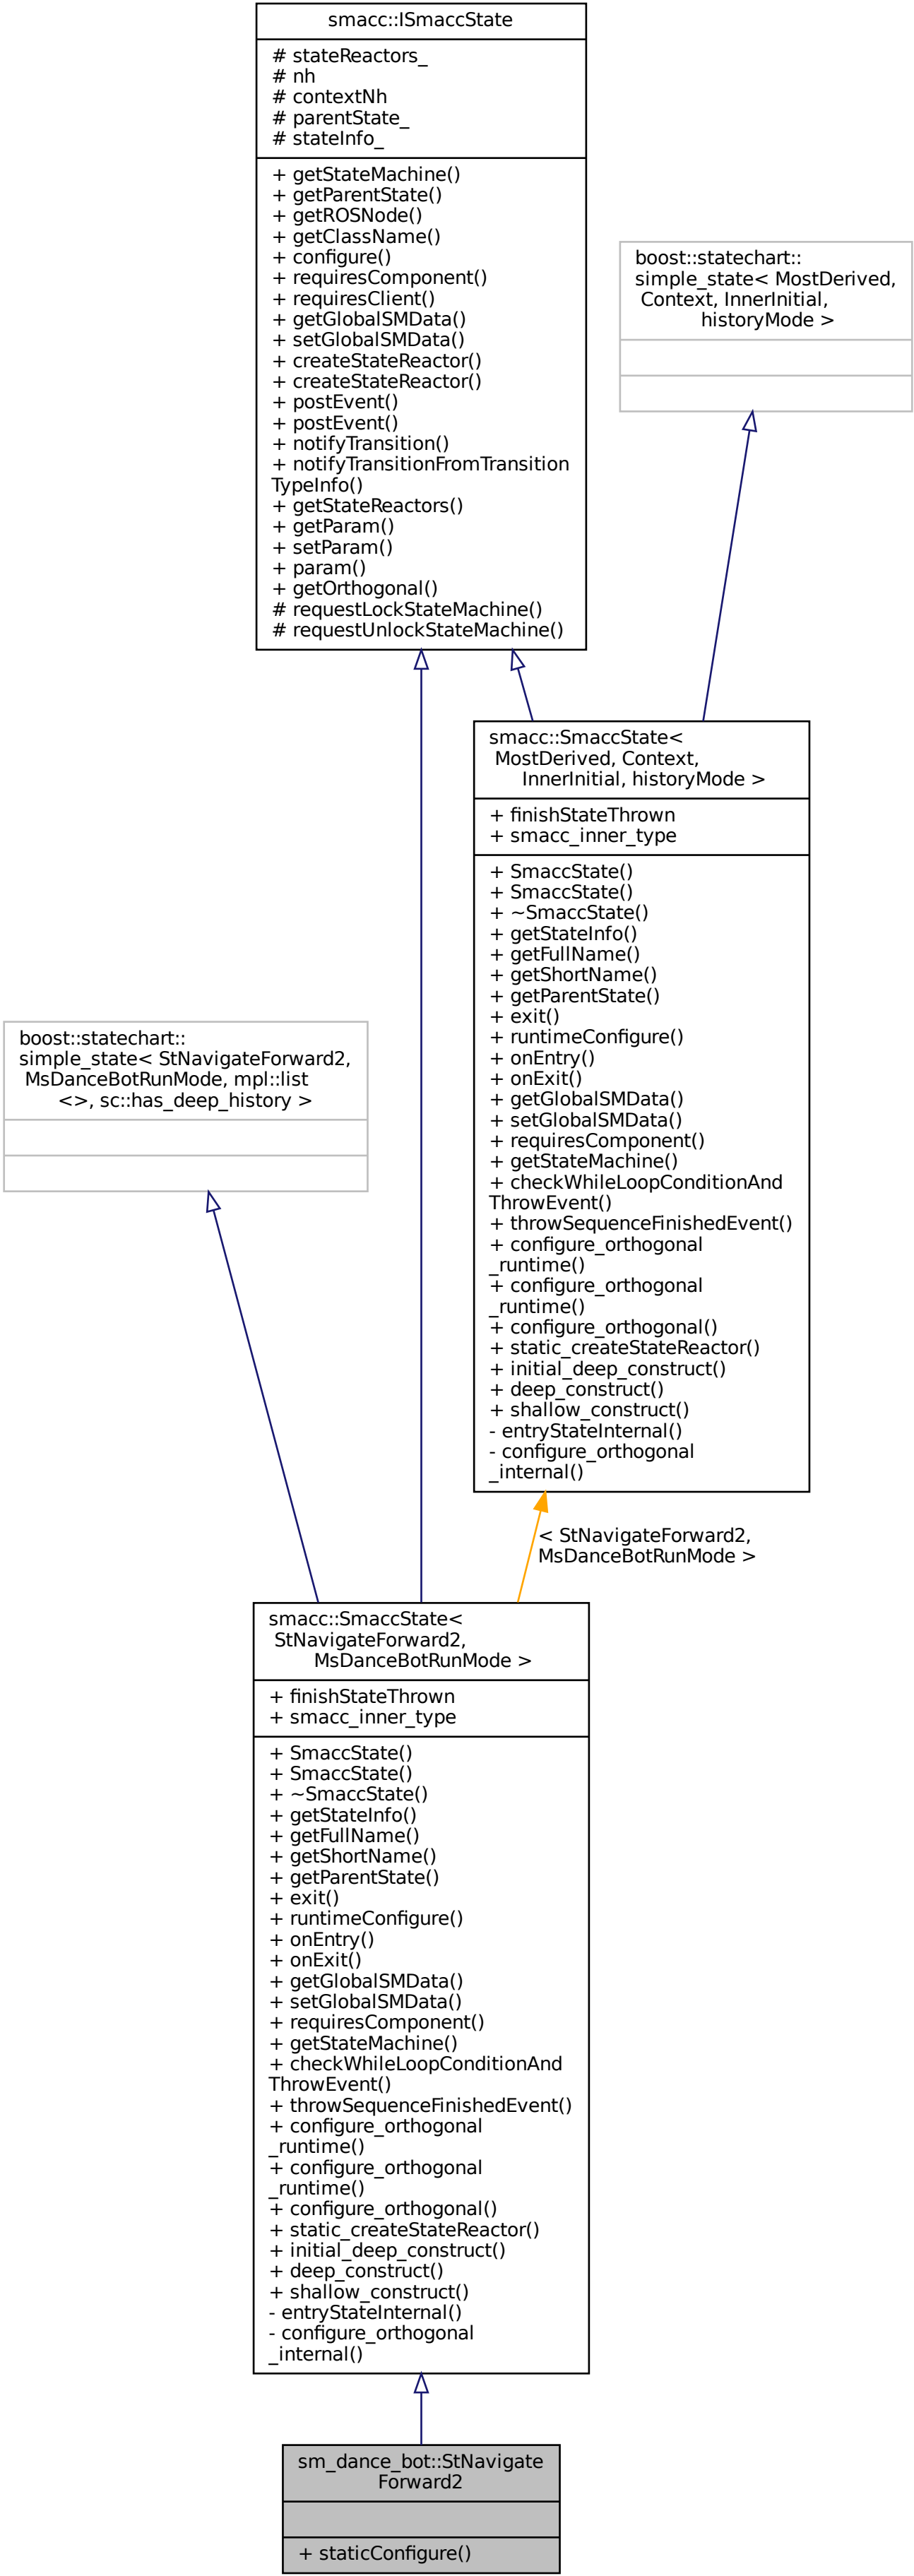 smacc::ISmaccState
# stateReactors_
# nh
# contextNh
# parentState_
# stateInfo_
+ getStateMachine()
+ getParentState()
+ getROSNode()
+ getClassName()
+ configure()
+ requiresComponent()
+ requiresClient()
+ getGlobalSMData()
+ setGlobalSMData()
+ createStateReactor()
+ createStateReactor()
+ postEvent()
+ postEvent()
+ notifyTransition()
+ notifyTransitionFromTransition
TypeInfo()
+ getStateReactors()
+ getParam()
+ setParam()
+ param()
+ getOrthogonal()
# requestLockStateMachine()
# requestUnlockStateMachine()
boost::statechart::
simple_state< MostDerived,
Context, InnerInitial,
historyMode >
smacc::SmaccState<
MostDerived, Context,
InnerInitial, historyMode >
+ finishStateThrown
+ smacc_inner_type
+ SmaccState()
+ SmaccState()
+ ~SmaccState()
+ getStateInfo()
+ getFullName()
+ getShortName()
+ getParentState()
+ exit()
+ runtimeConfigure()
+ onEntry()
+ onExit()
+ getGlobalSMData()
+ setGlobalSMData()
+ requiresComponent()
+ getStateMachine()
+ checkWhileLoopConditionAnd
ThrowEvent()
+ throwSequenceFinishedEvent()
+ configure_orthogonal
_runtime()
+ configure_orthogonal
_runtime()
+ configure_orthogonal()
+ static_createStateReactor()
+ initial_deep_construct()
+ deep_construct()
+ shallow_construct()
- entryStateInternal()
- configure_orthogonal
_internal()
boost::statechart::
simple_state< StNavigateForward2,
MsDanceBotRunMode, mpl::list
<>, sc::has_deep_history >
< StNavigateForward2,
MsDanceBotRunMode >
smacc::SmaccState<
StNavigateForward2,
MsDanceBotRunMode >
+ finishStateThrown
+ smacc_inner_type
+ SmaccState()
+ SmaccState()
+ ~SmaccState()
+ getStateInfo()
+ getFullName()
+ getShortName()
+ getParentState()
+ exit()
+ runtimeConfigure()
+ onEntry()
+ onExit()
+ getGlobalSMData()
+ setGlobalSMData()
+ requiresComponent()
+ getStateMachine()
+ checkWhileLoopConditionAnd
ThrowEvent()
+ throwSequenceFinishedEvent()
+ configure_orthogonal
_runtime()
+ configure_orthogonal
_runtime()
+ configure_orthogonal()
+ static_createStateReactor()
+ initial_deep_construct()
+ deep_construct()
+ shallow_construct()
- entryStateInternal()
- configure_orthogonal
_internal()
sm_dance_bot::StNavigate
Forward2
+ staticConfigure()